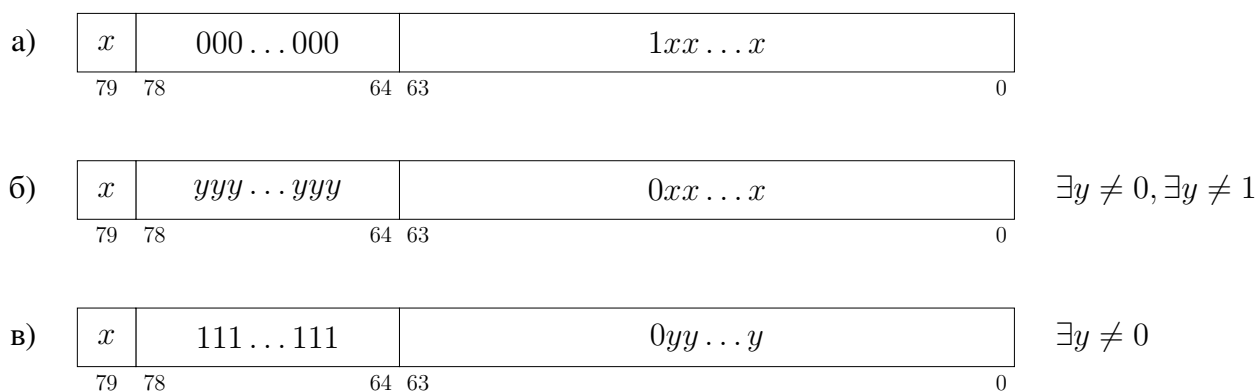 а) x 000...000 1xx...x
79 78 64 63 0
б) x yyy...yyy 0xx...x ∃y ≠ 0, ∃y ≠ 1
79 78 64 63 0
в) x 111...111 0yy...y ∃y ≠ 0
79 78 64 63 0